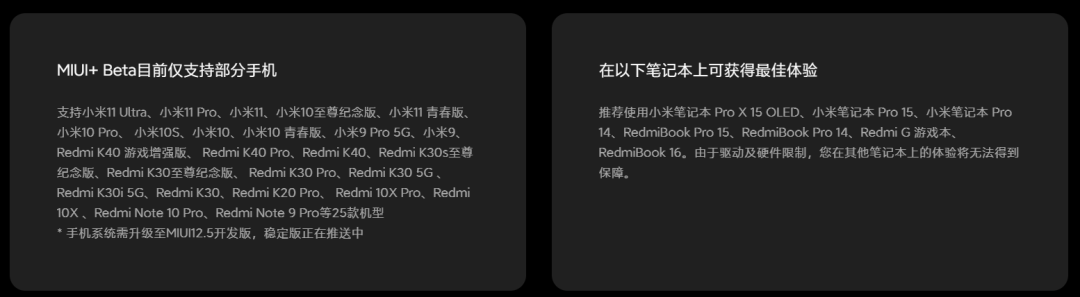 MIUI+ Beta目前仅支持部分手机
支持小米11 Ultra、小米11 Pro、小米11、小米10至尊纪念版、小米11 青春版、
小米10 Pro、 小米10S、小米10、小米10 青春版、小米9 Pro 5G、小米9、
Redmi K40 游戏增强版、 Redmi K40 Pro、Redmi K40、Redmi K30s至尊
纪念版、Redmi K30至尊纪念版、 Redmi K30 Pro、Redmi K30 5G 、
Redmi K30i 5G、Redmi K30、Redmi K20 Pro、 Redmi 10X Pro、Redmi
10X 、Redmi Note 10 Pro、Redmi Note 9 Pro等25款机型
* 手机系统需升级至MIUI12.5开发版，稳定版正在推送中
在以下笔记本上可获得最佳体验
推荐使用小米笔记本 Pro X 15 OLED、小米笔记本 Pro 15、小米笔记本 Pro
14、RedmiBook Pro 15、RedmiBook Pro 14、Redmi G 游戏本、
RedmiBook 16。由于驱动及硬件限制，您在其他笔记本上的体验将无法得到
保障。